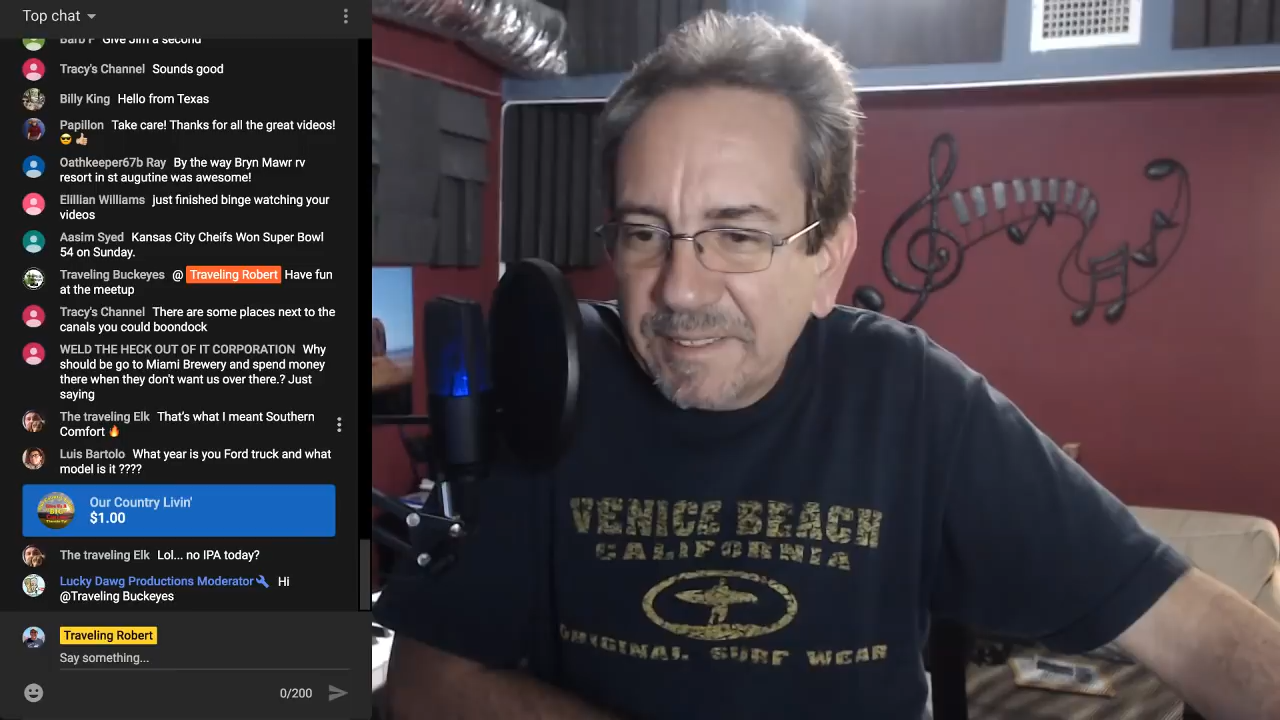 Top chat
Barb F Give Jim a second
Tracy's Channel Sounds good
Billy King Hello from Texas
Papillon Take care! Thanks for all the great videos!
😎👍🏼
Oathkeeper67b Ray By the way Bryn Mawr rv
resort in st augutine was awesome!
Elillian Williams just finished binge watching your
videos
Aasim Syed Kansas City Cheifs Won Super Bowl
54 on Sunday.
Traveling Buckeyes @ Traveling Robert Have fun
at the meetup
Tracy's Channel There are some places next to the
canals you could boondock
WELD THE HECK OUT OF IT CORPORATION Why
should be go to Miami Brewery and spend money
there when they don't want us over there.? Just
saying
The traveling Elk That's what I meant Southern
Comfort 🔥
Luis Bartolo What year is you Ford truck and what
model is it ????
Our Country Livin'
$1.00
The traveling Elk Lol... no IPA today?
Lucky Dawg Productions Moderator Hi
@Traveling Buckeyes
Traveling Robert
Say something...
0/200
VENICE BEACH
CALIFORNIA
ORIGINAL SURF WEAR